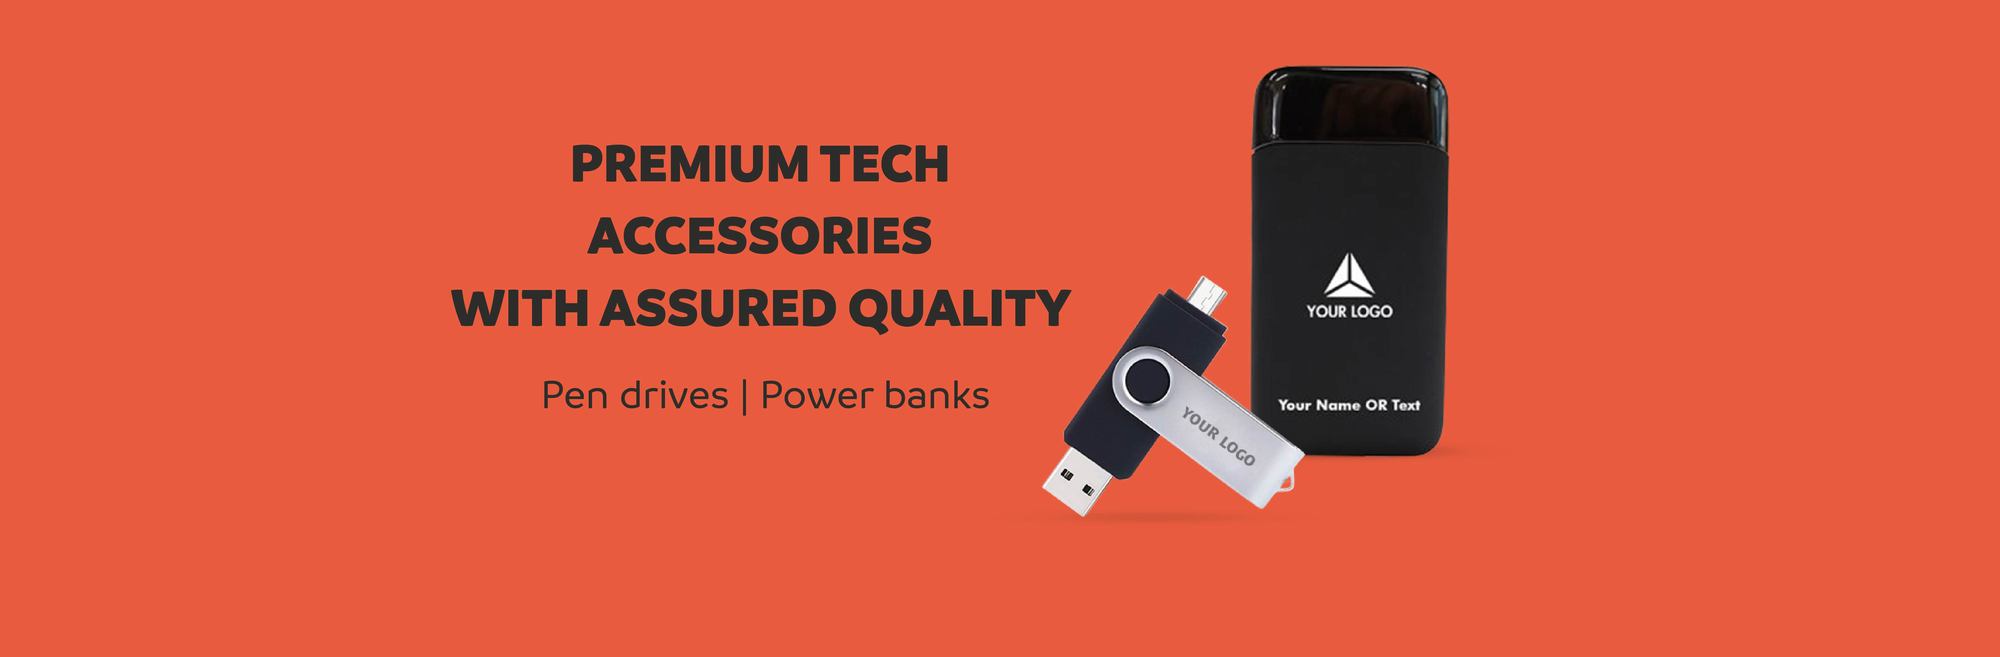 PREMIUM TECH
ACCESSORIES
WITH ASSURED QUALITY
Pen drives | Power banks
YOUR LOGO
YOUR LOGO
Your Name OR Text